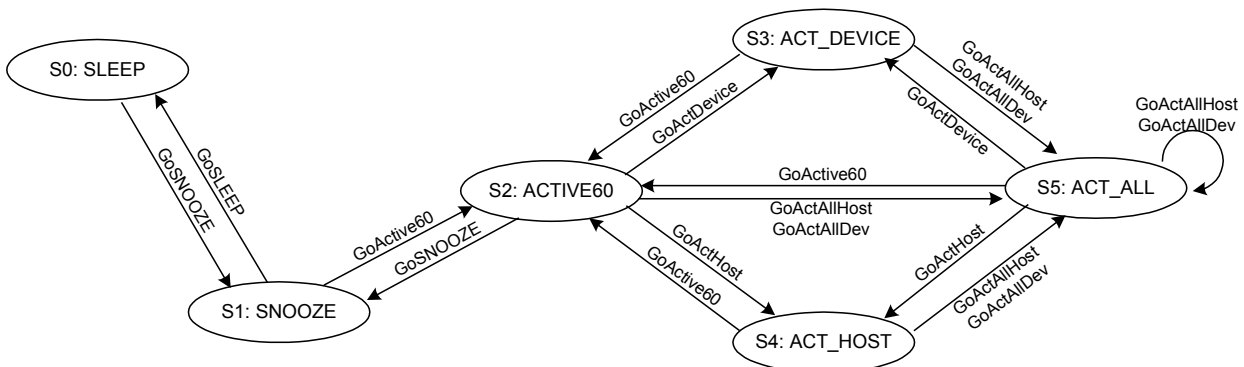 S0: SLEEP
GoSNOOZE
GoSLEEP
S1: SNOOZE
GoActive60
GoSNOOZE
S2: ACTIVE60
GoActive60
GoActDevice
S3: ACT_DEVICE
GoActAllHost
GoActAllDev
GoActDevice
GoActive60
GoActAllHost
GoActAllDev
S5: ACT_ALL
GoActAllHost
GoActAllDev
GoActHost
GoActive60
S4: ACT_HOST
GoActHost
GoActAllHost
GoActAllDev